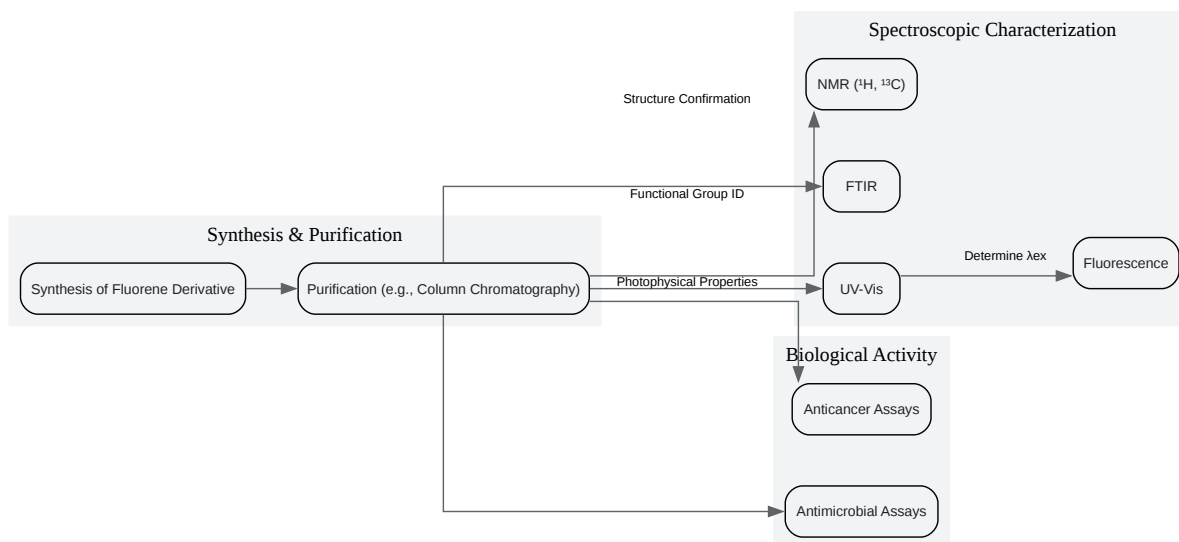 Spectroscopic Characterization
NMR (¹H, ¹³C)
Structure Confirmation
FTIR
Functional Group ID
Synthesis & Purification
Determine λex
Fluorescence
Synthesis of Fluorene Derivative
Purification (e.g., Column Chromatography)
Photophysical Properties
UV-Vis
Biological Activity
Anticancer Assays
Antimicrobial Assays